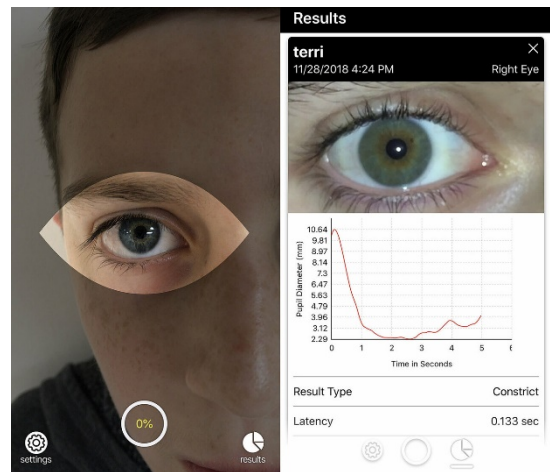 0%
settings
results
Results
terri
11/28/2018 4:24 PM
Right Eye
Pupil Diameter (mm)
10.64
9.81
8.97
8.14
7.3
6.47
5.63
4.79
3.96
3.12
2.29
0 1 2 3 4 5 6
Time in Seconds
Result Type Constrict
Latency 0.133 sec